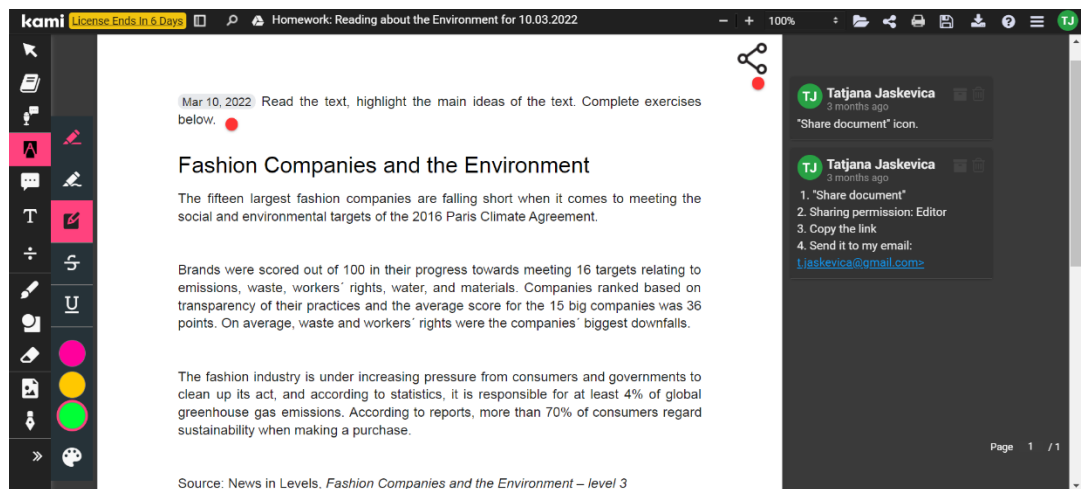 kami License Ends In 6 Days Homework: Reading about the Environment for 10.03.2022 − + 100% TJ
Mar 10, 2022 Read the text, highlight the main ideas of the text. Complete exercises
below.
Fashion Companies and the Environment
The fifteen largest fashion companies are falling short when it comes to meeting the
social and environmental targets of the 2016 Paris Climate Agreement.
Brands were scored out of 100 in their progress towards meeting 16 targets relating to
emissions, waste, workers´ rights, water, and materials. Companies ranked based on
transparency of their practices and the average score for the 15 big companies was 36
points. On average, waste and workers´ rights were the companies´ biggest downfalls.
The fashion industry is under increasing pressure from consumers and governments to
clean up its act, and according to statistics, it is responsible for at least 4% of global
greenhouse gas emissions. According to reports, more than 70% of consumers regard
sustainability when making a purchase.
Source: News in Levels, Fashion Companies and the Environment – level 3
TJ Tatjana Jaskevica
3 months ago
"Share document" icon.
TJ Tatjana Jaskevica
3 months ago
1. "Share document"
2. Sharing permission: Editor
3. Copy the link
4. Send it to my email:
t.jaskevica@gmail.com>
Page 1 / 1